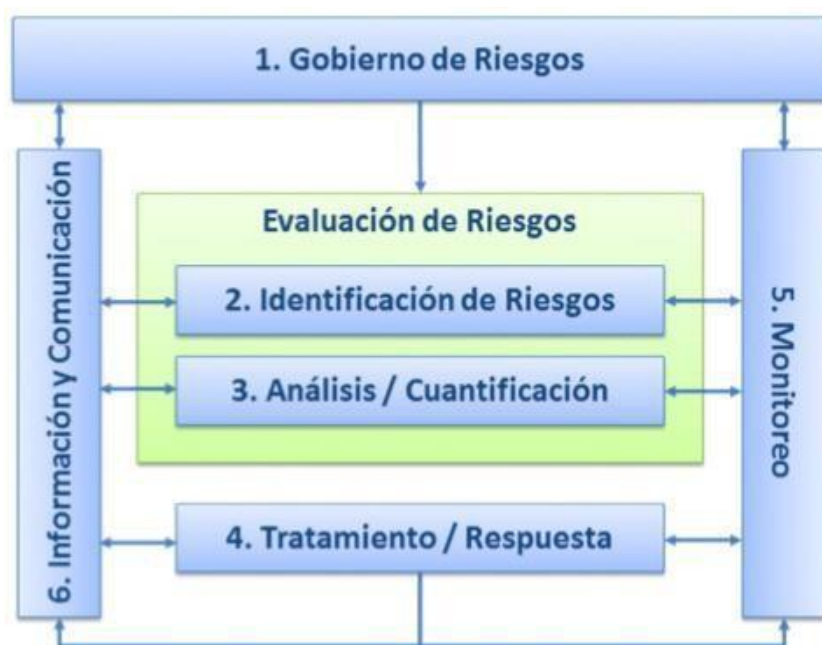 1. Gobierno de Riesgos
Evaluación de Riesgos
2. Identificación de Riesgos
3. Análisis / Cuantificación
4. Tratamiento / Respuesta
5. Monitoreo
6. Información y Comunicación